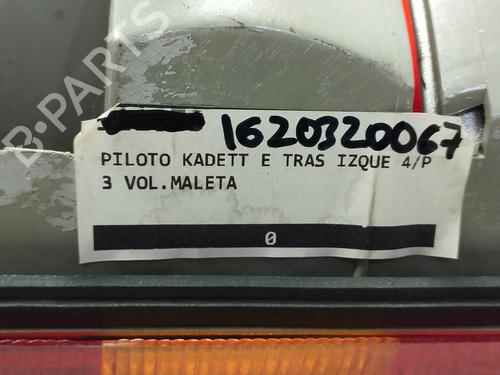 B-PARTS
1620320067
PILOTO KADETT E TRAS IZQUE 4/P
3 VOL.MALETA
0